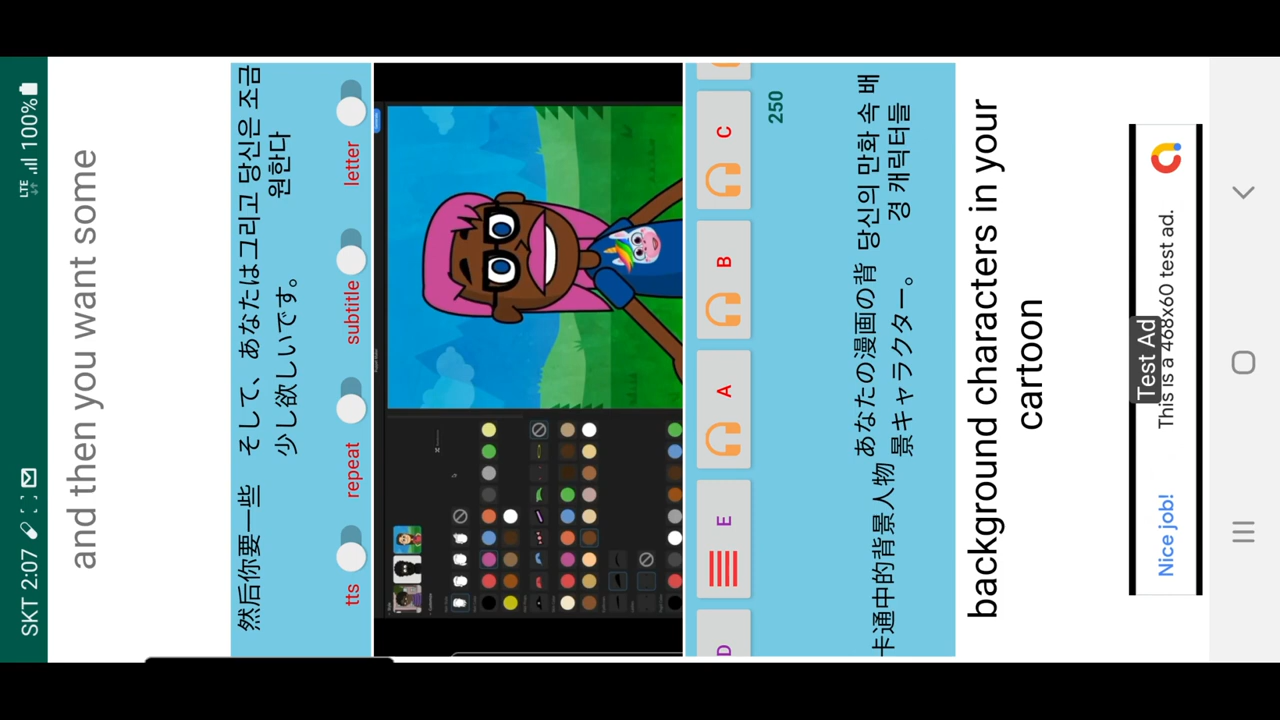 SKT 2:07
LTE
100%
and then you want some
然后你要一些
そして、あなたは
少し欲しいです。
그리고 당신은 조금
원한다
tts
repeat
subtitle
letter
D
E
A
B
C
250
卡通中的背景人物
あなたの漫画の背
景キャラクター。
당신의 만화 속 배
경 캐릭터들
background characters in your
cartoon
Test Ad
Nice job!
This is a 468x60 test ad.